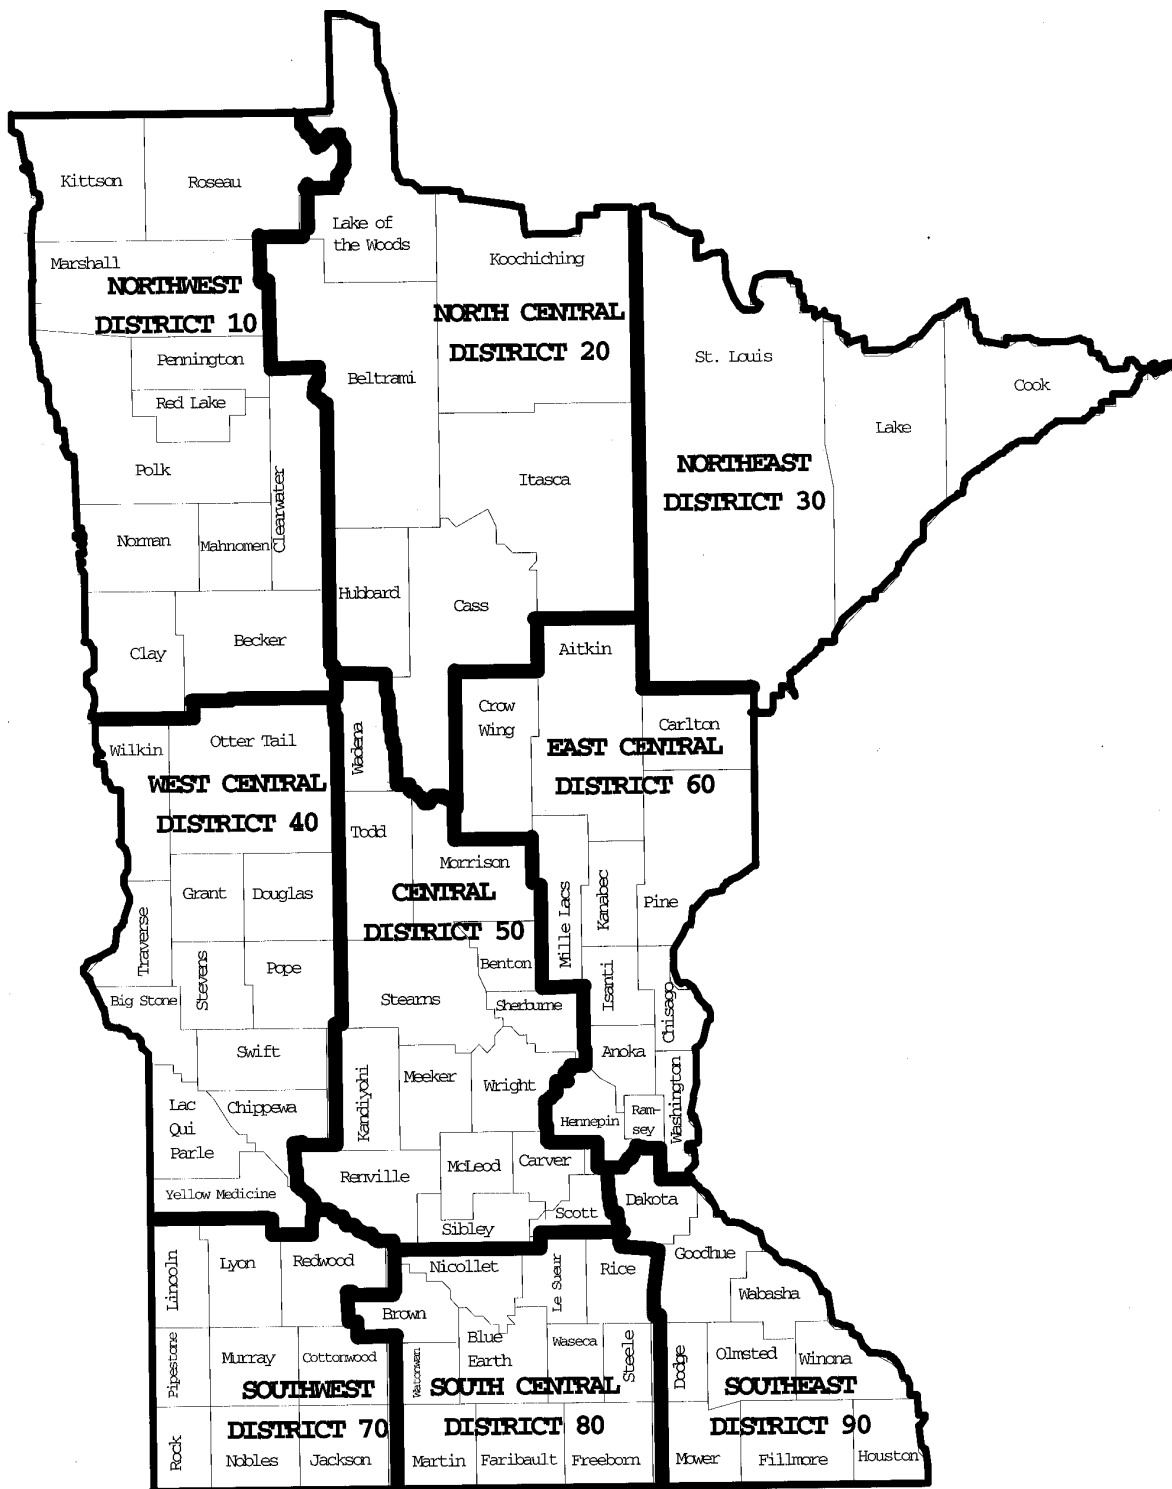 Kittson
Roseau
Lake of
the Woods
Marshall
Koochiching
NORTHWEST
DISTRICT 10
NORTH CENTRAL
DISTRICT 20
Pennington
Red Lake
Beltrami
St. Louis
Cook
Lake
Polk
Clearwater
Itasca
NORTHEAST
DISTRICT 30
Norman
Mahnomen
Hubbard
Cass
Clay
Becker
Aitkin
Crow
Wing
Carlton
Wilkin
Otter Tail
Wadena
EAST CENTRAL
DISTRICT 60
WEST CENTRAL
DISTRICT 40
Todd
Morrison
Grant
Douglas
CENTRAL
DISTRICT 50
Mille Lacs
Kanabec
Pine
Traverse
Stevens
Pope
Benton
Isanti
Big Stone
Stearns
Sherburne
Chisago
Swift
Anoka
Kandiyohi
Meeker
Wright
Washington
Lac
Qui
Parle
Chippewa
Hennepin
Ram-
sey
Renville
McLeod
Carver
Yellow Medicine
Scott
Dakota
Sibley
Lincoln
Lyon
Redwood
Nicollet
Le Sueur
Rice
Goodhue
Brown
Wabasha
Pipestone
Murray
Cottonwood
Watonwan
Blue
Earth
Waseca
Steele
Dodge
Olmsted
Winona
SOUTHWEST
DISTRICT 70
SOUTH CENTRAL
DISTRICT 80
SOUTHEAST
DISTRICT 90
Rock
Nobles
Jackson
Martin
Faribault
Freeborn
Mower
Fillmore
Houston